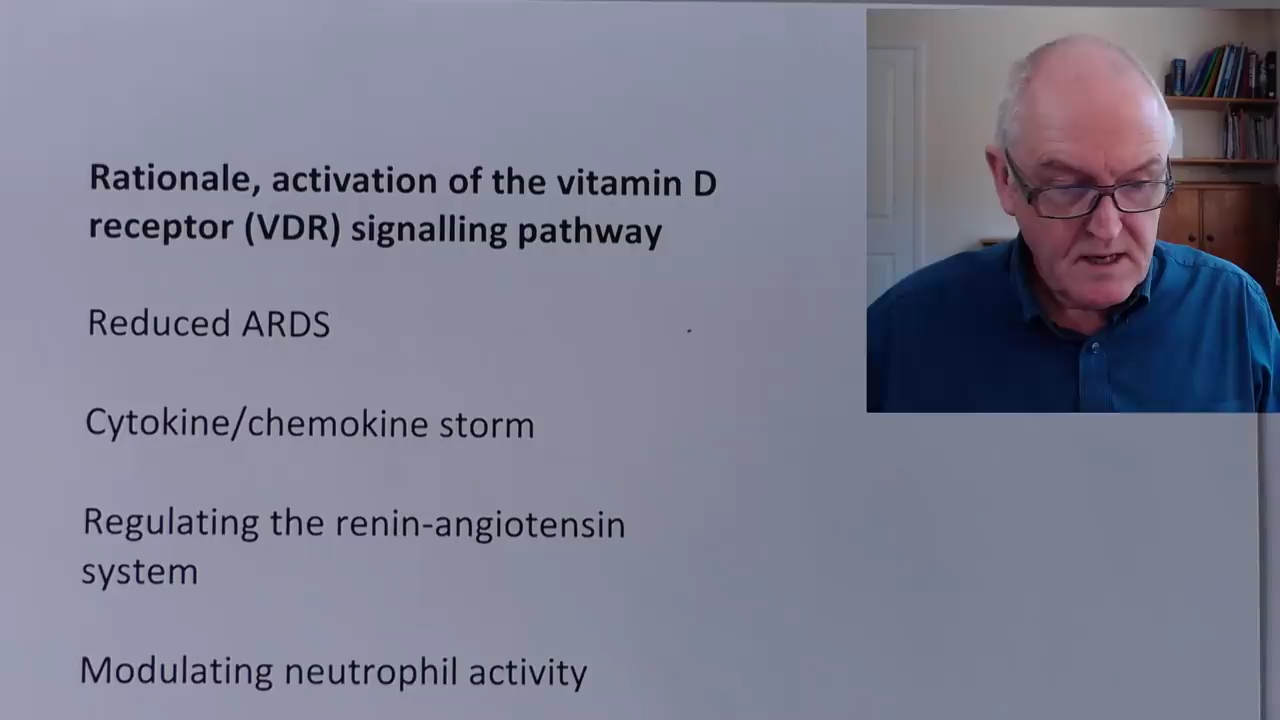 Rationale, activation of the vitamin D
receptor (VDR) signalling pathway
Reduced ARDS
Cytokine/chemokine storm
Regulating the renin-angiotensin
system
Modulating neutrophil activity